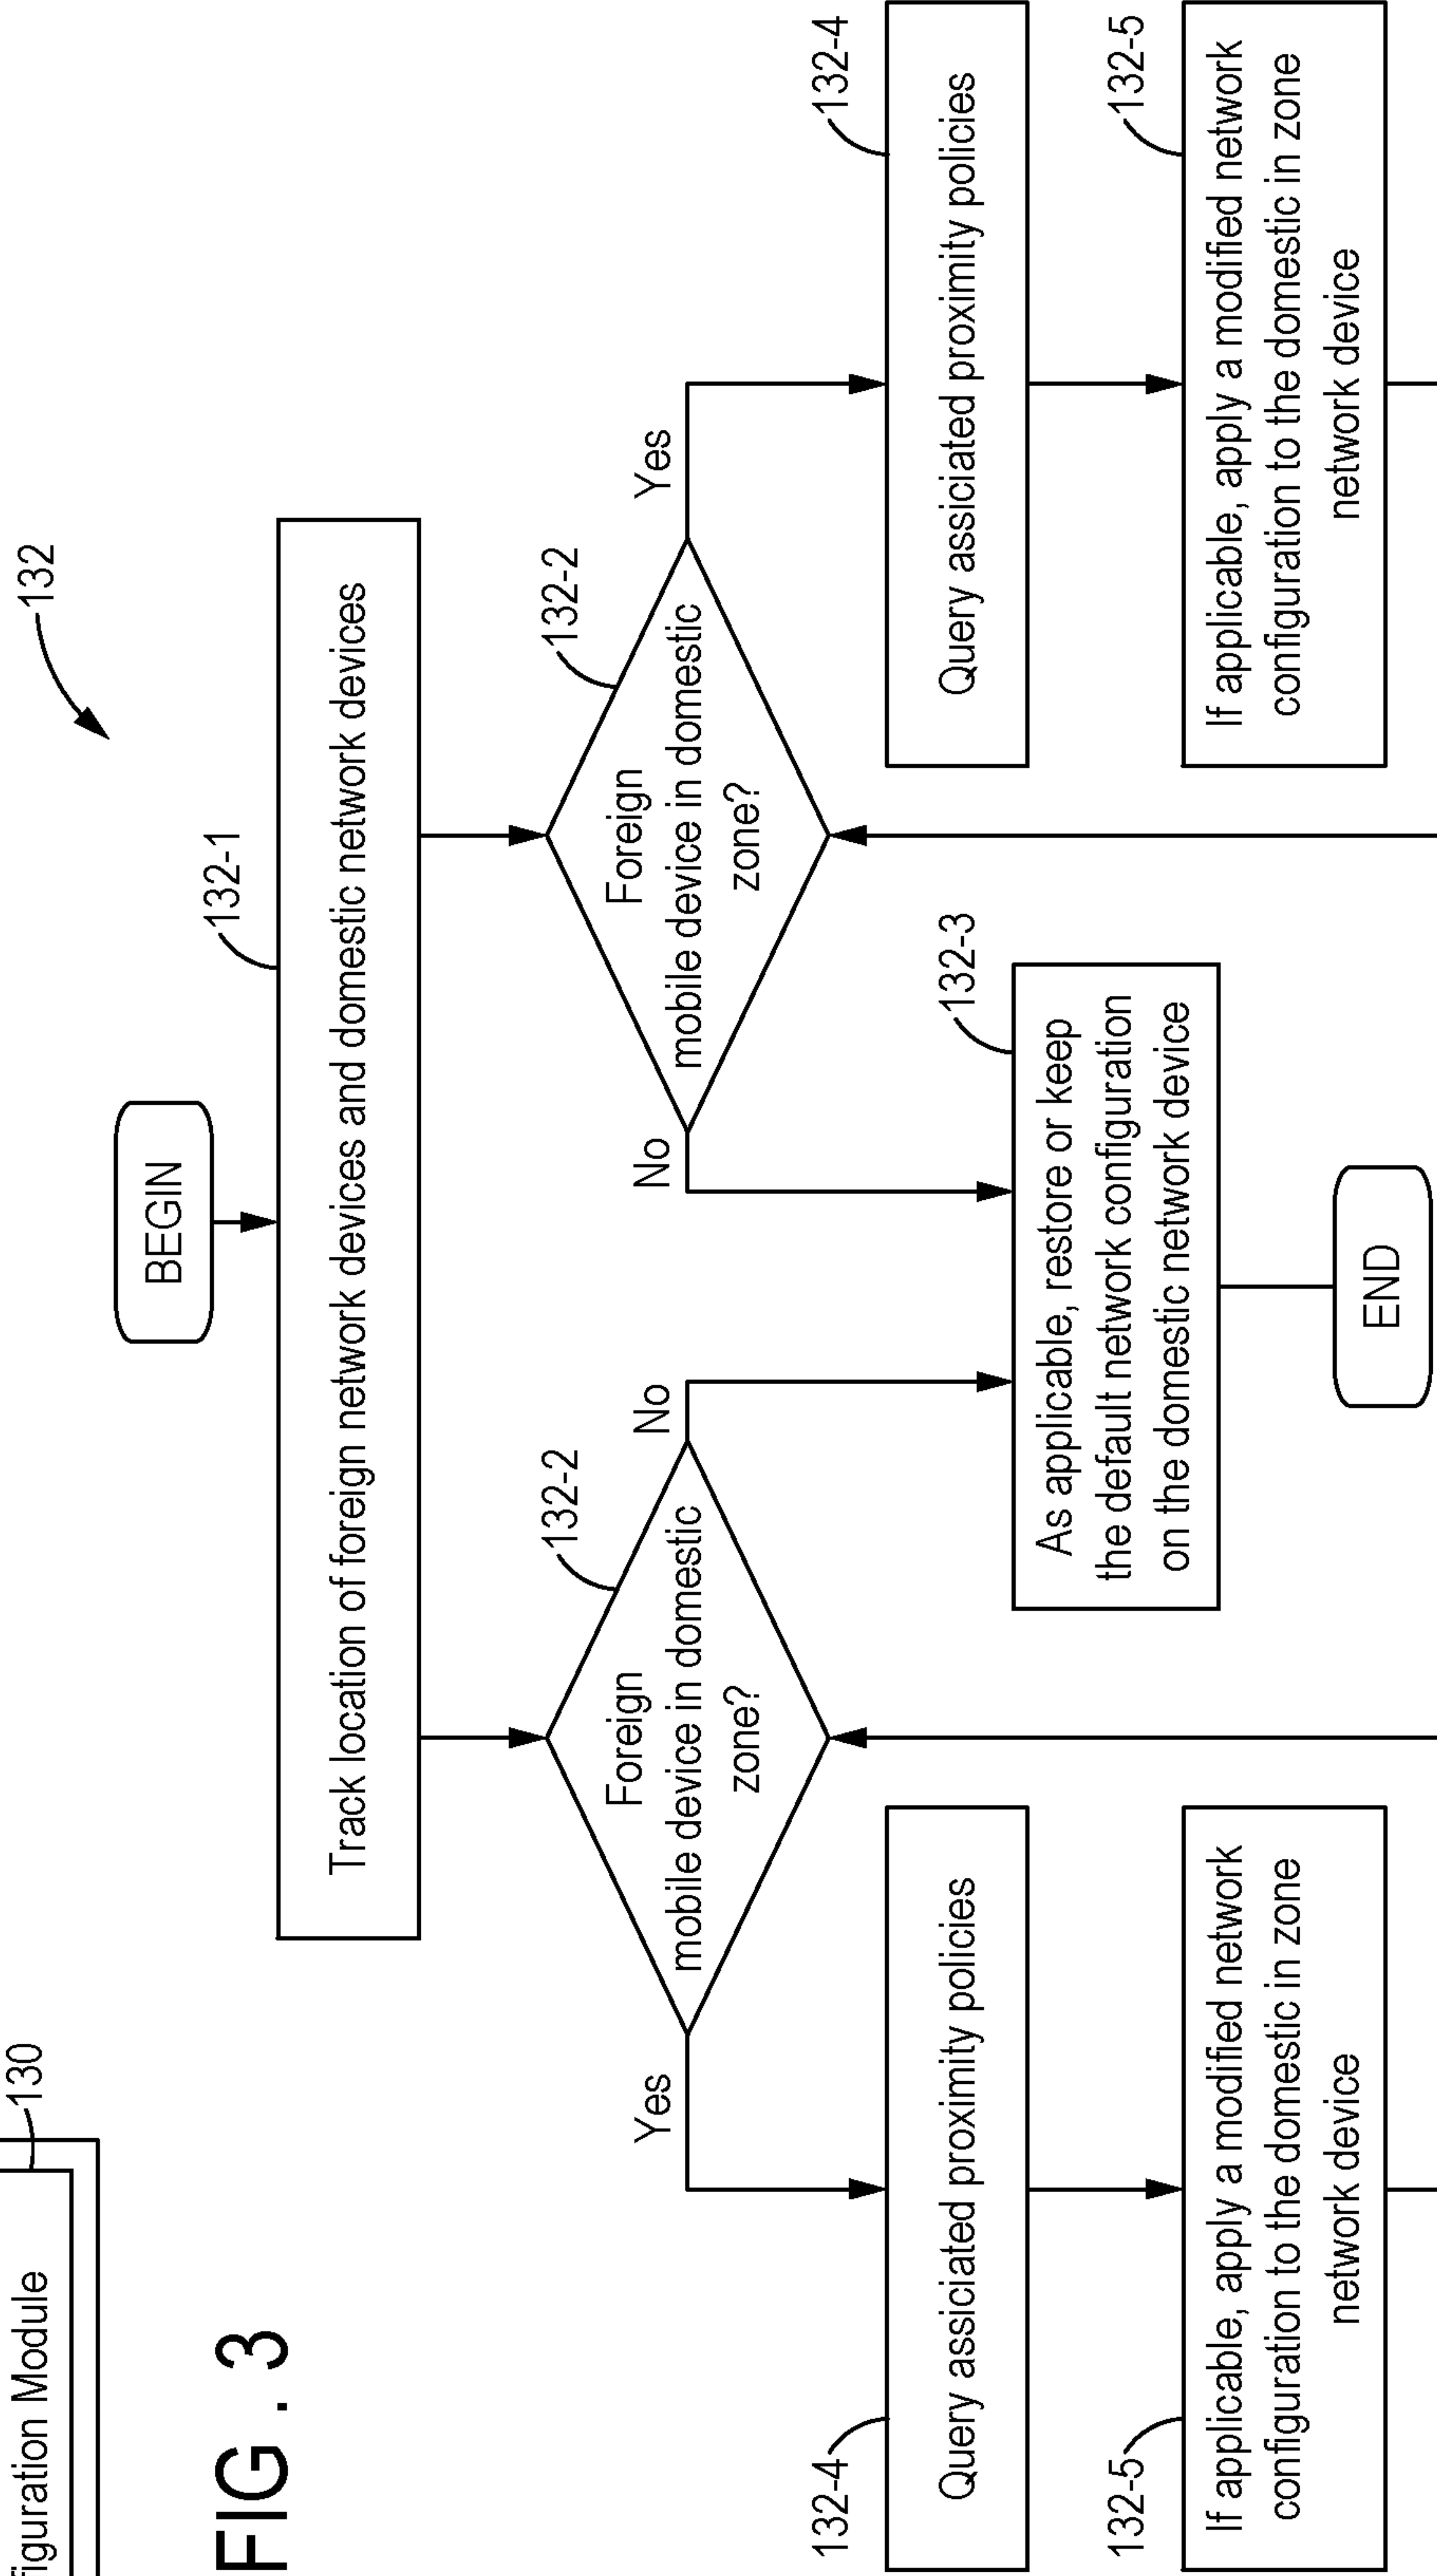 figuration Module
130
FIG . 3
132
BEGIN
132-1
Track location of foreign network devices and domestic network devices
132-2
Foreign
mobile device in domestic
zone?
Yes
No
132-2
Foreign
mobile device in domestic
zone?
No
Yes
132-4
Query assiciated proximity policies
132-3
As applicable, restore or keep
the default network configuration
on the domestic network device
132-4
Query assiciated proximity policies
132-5
If applicable, apply a modified network
configuration to the domestic in zone
network device
END
132-5
If applicable, apply a modified network
configuration to the domestic in zone
network device